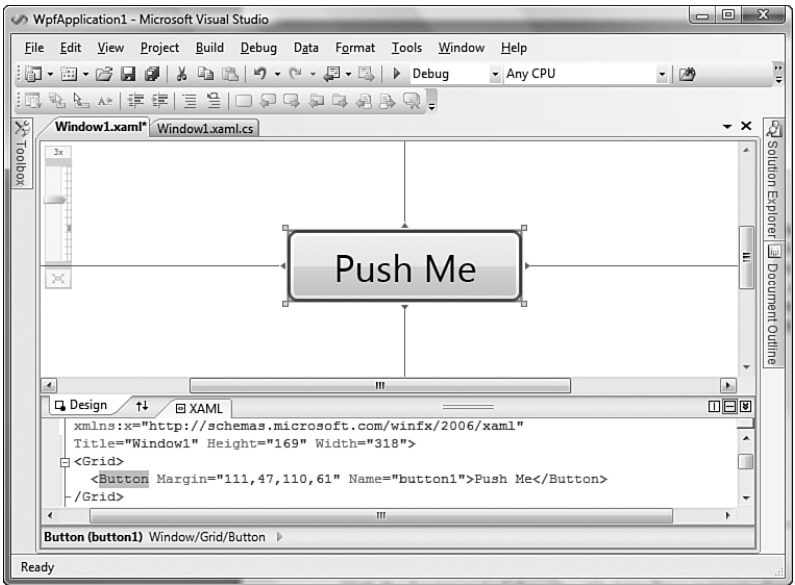 WpfApplication1 - Microsoft Visual Studio
File Edit View Project Build Debug Data Format Tools Window Help
Debug Any CPU
Window1.xaml* Window1.xaml.cs
Toolbox
2x
Push Me
Solution Explorer
Document Outline
Design XAML
xmlns:x="http://schemas.microsoft.com/winfx/2006/xaml"
Title="Window1" Height="169" Width="318">
<Grid>
<Button Margin="111,47,110,61" Name="button1">Push Me</Button>
/Grid>
Button (button1) Window/Grid/Button
Ready